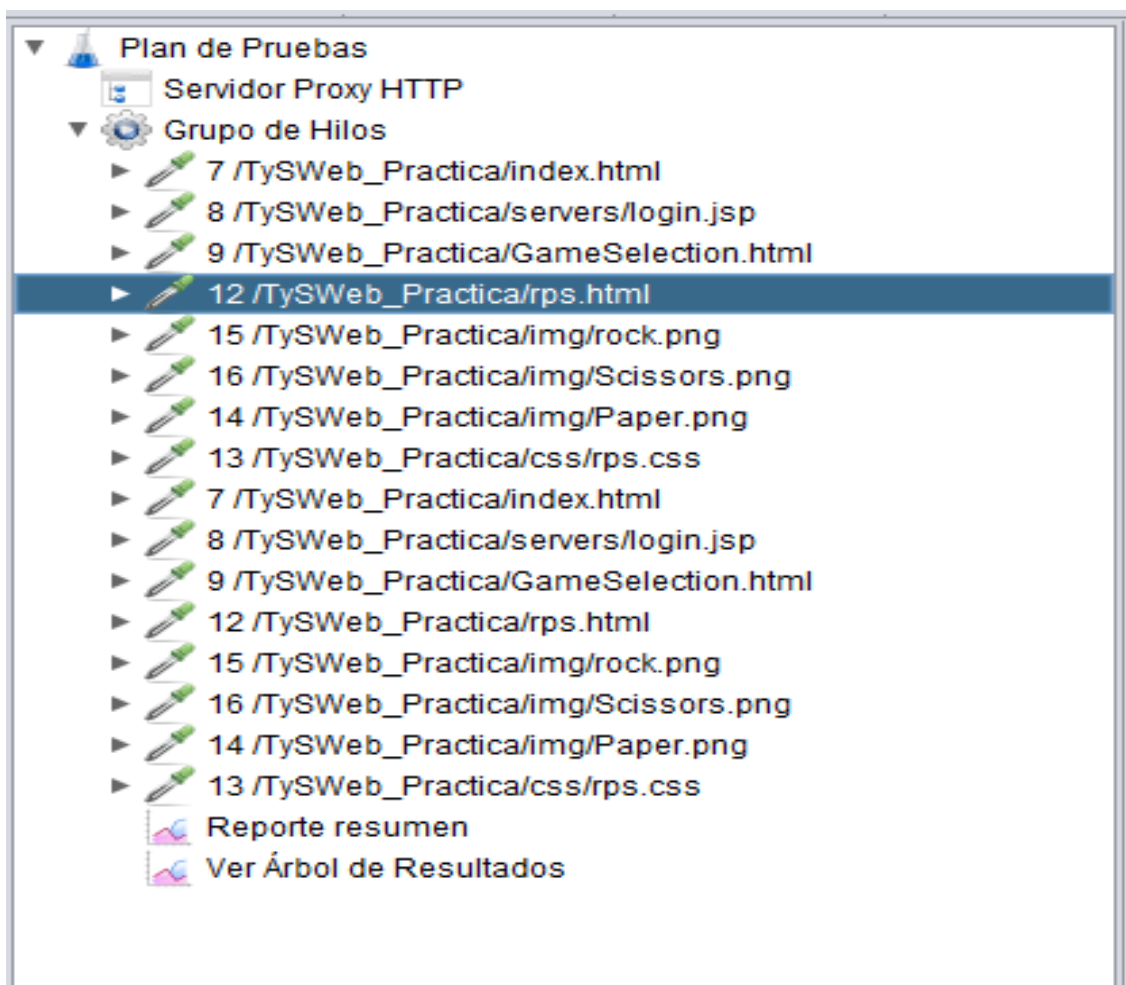 Plan de Pruebas
Servidor Proxy HTTP
Grupo de Hilos
7 /TySWeb_Practica/index.html
8 /TySWeb_Practica/servers/login.jsp
9 /TySWeb_Practica/GameSelection.html
12 /TySWeb_Practica/rps.html
15 /TySWeb_Practica/img/rock.png
16 /TySWeb_Practica/img/Scissors.png
14 /TySWeb_Practica/img/Paper.png
13 /TySWeb_Practica/css/rps.css
7 /TySWeb_Practica/index.html
8 /TySWeb_Practica/servers/login.jsp
9 /TySWeb_Practica/GameSelection.html
12 /TySWeb_Practica/rps.html
15 /TySWeb_Practica/img/rock.png
16 /TySWeb_Practica/img/Scissors.png
14 /TySWeb_Practica/img/Paper.png
13 /TySWeb_Practica/css/rps.css
Reporte resumen
Ver Árbol de Resultados